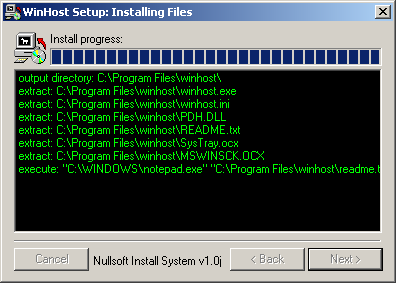 WinHost Setup: Installing Files
Install progress:
output directory: C:\Program Files\winhost\
extract: C:\Program Files\winhost\winhost.exe
extract: C:\Program Files\winhost\winhost.ini
extract: C:\Program Files\winhost\PDH.DLL
extract: C:\Program Files\winhost\README.txt
extract: C:\Program Files\winhost\SysTray.ocx
extract: C:\Program Files\winhost\MSWINSCK.OCX
execute: "C:\WINDOWS\notepad.exe" "C:\Program Files\winhost\readme.t
Cancel Nullsoft Install System v1.0j < Back Next >